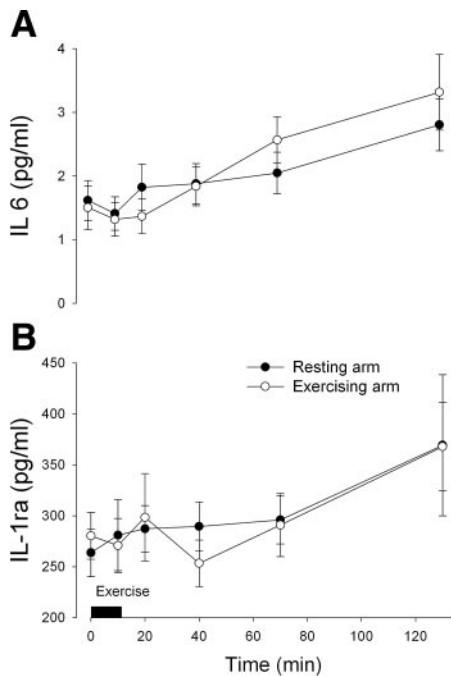 A
IL 6 (pg/ml)
4
3
2
1
0
B
IL-1ra (pg/ml)
450
400
350
300
250
200
Resting arm
Exercising arm
Exercise
0 20 40 60 80 100 120
Time (min)